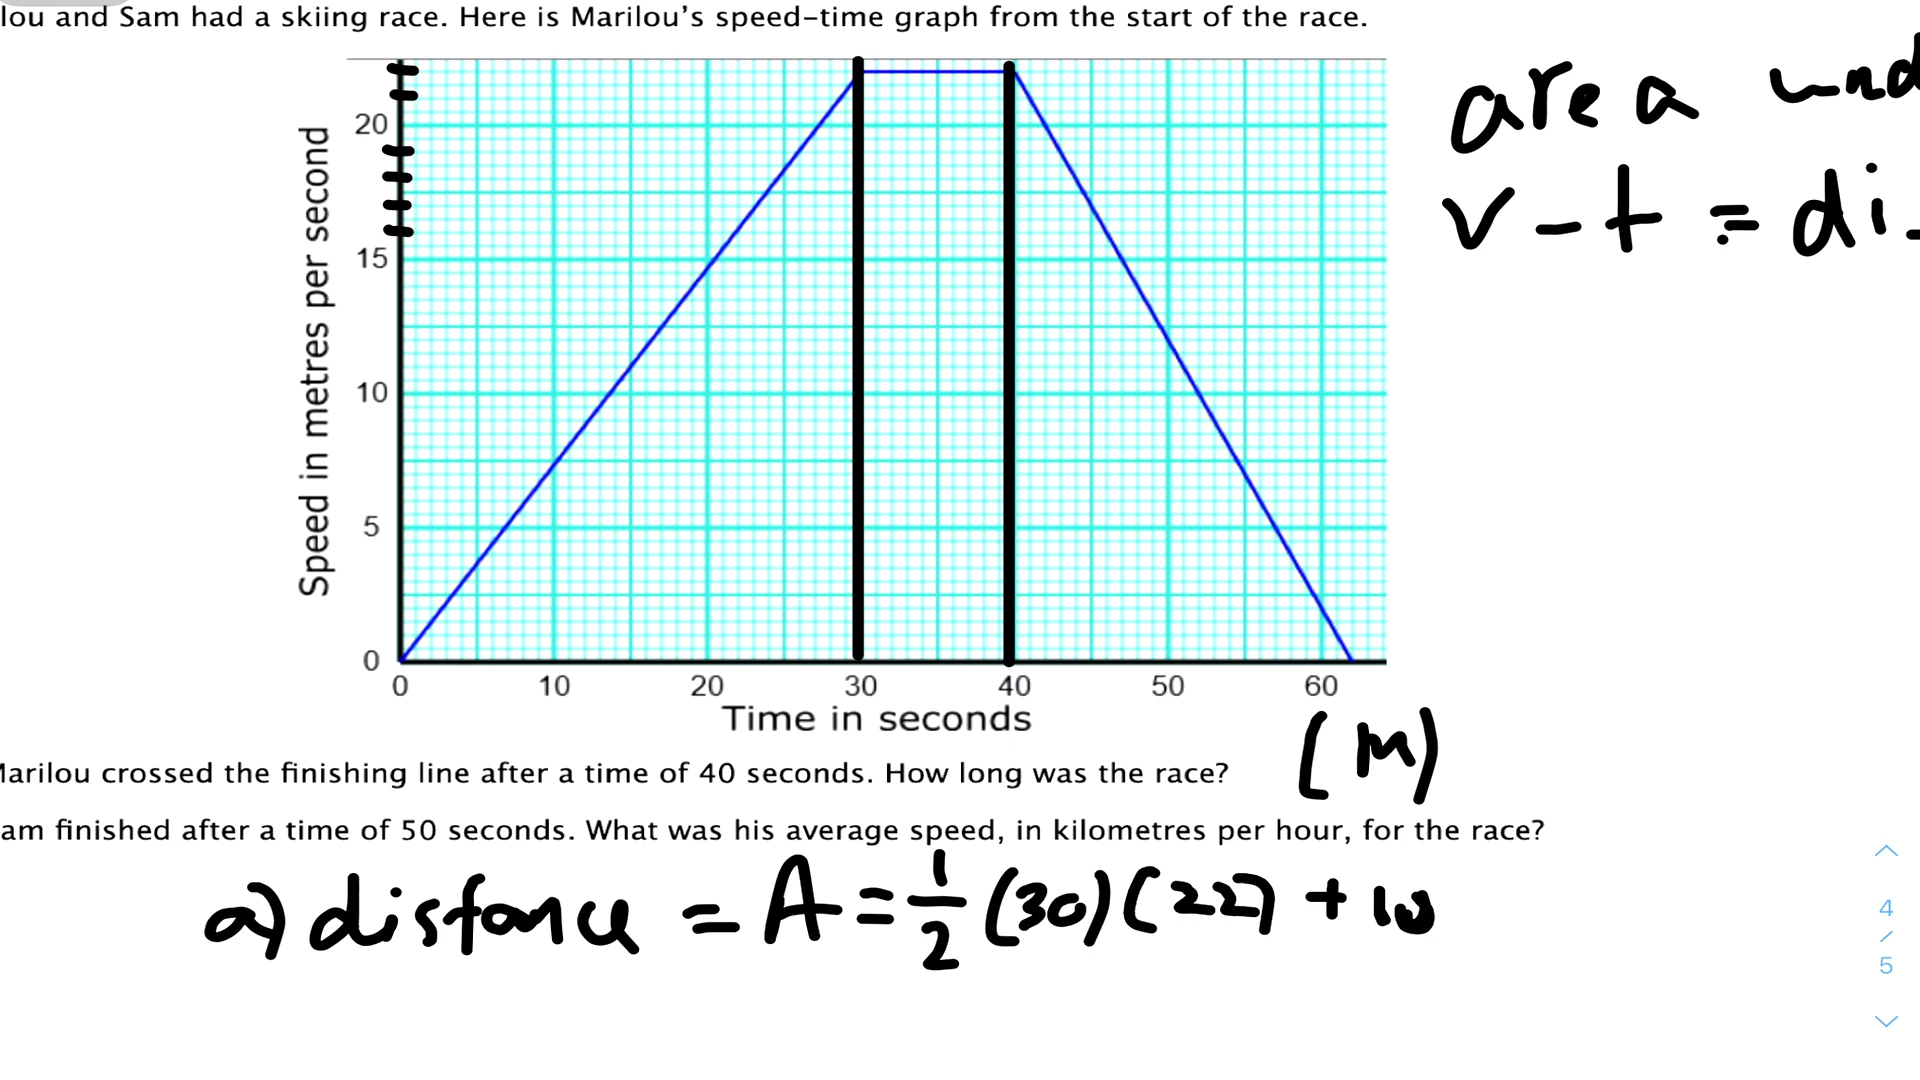 lou and Sam had a skiing race. Here is Marilou's speed-time graph from the start of the race.
area und
v-t = di
20
15
10
5
0
Speed in metres per second
0 10 20 30 40 50 60
Time in seconds
(M)
Marilou crossed the finishing line after a time of 40 seconds. How long was the race?
am finished after a time of 50 seconds. What was his average speed, in kilometres per hour, for the race?
a) distance = A = 1/2 (30)(22) + 10
4
/
5